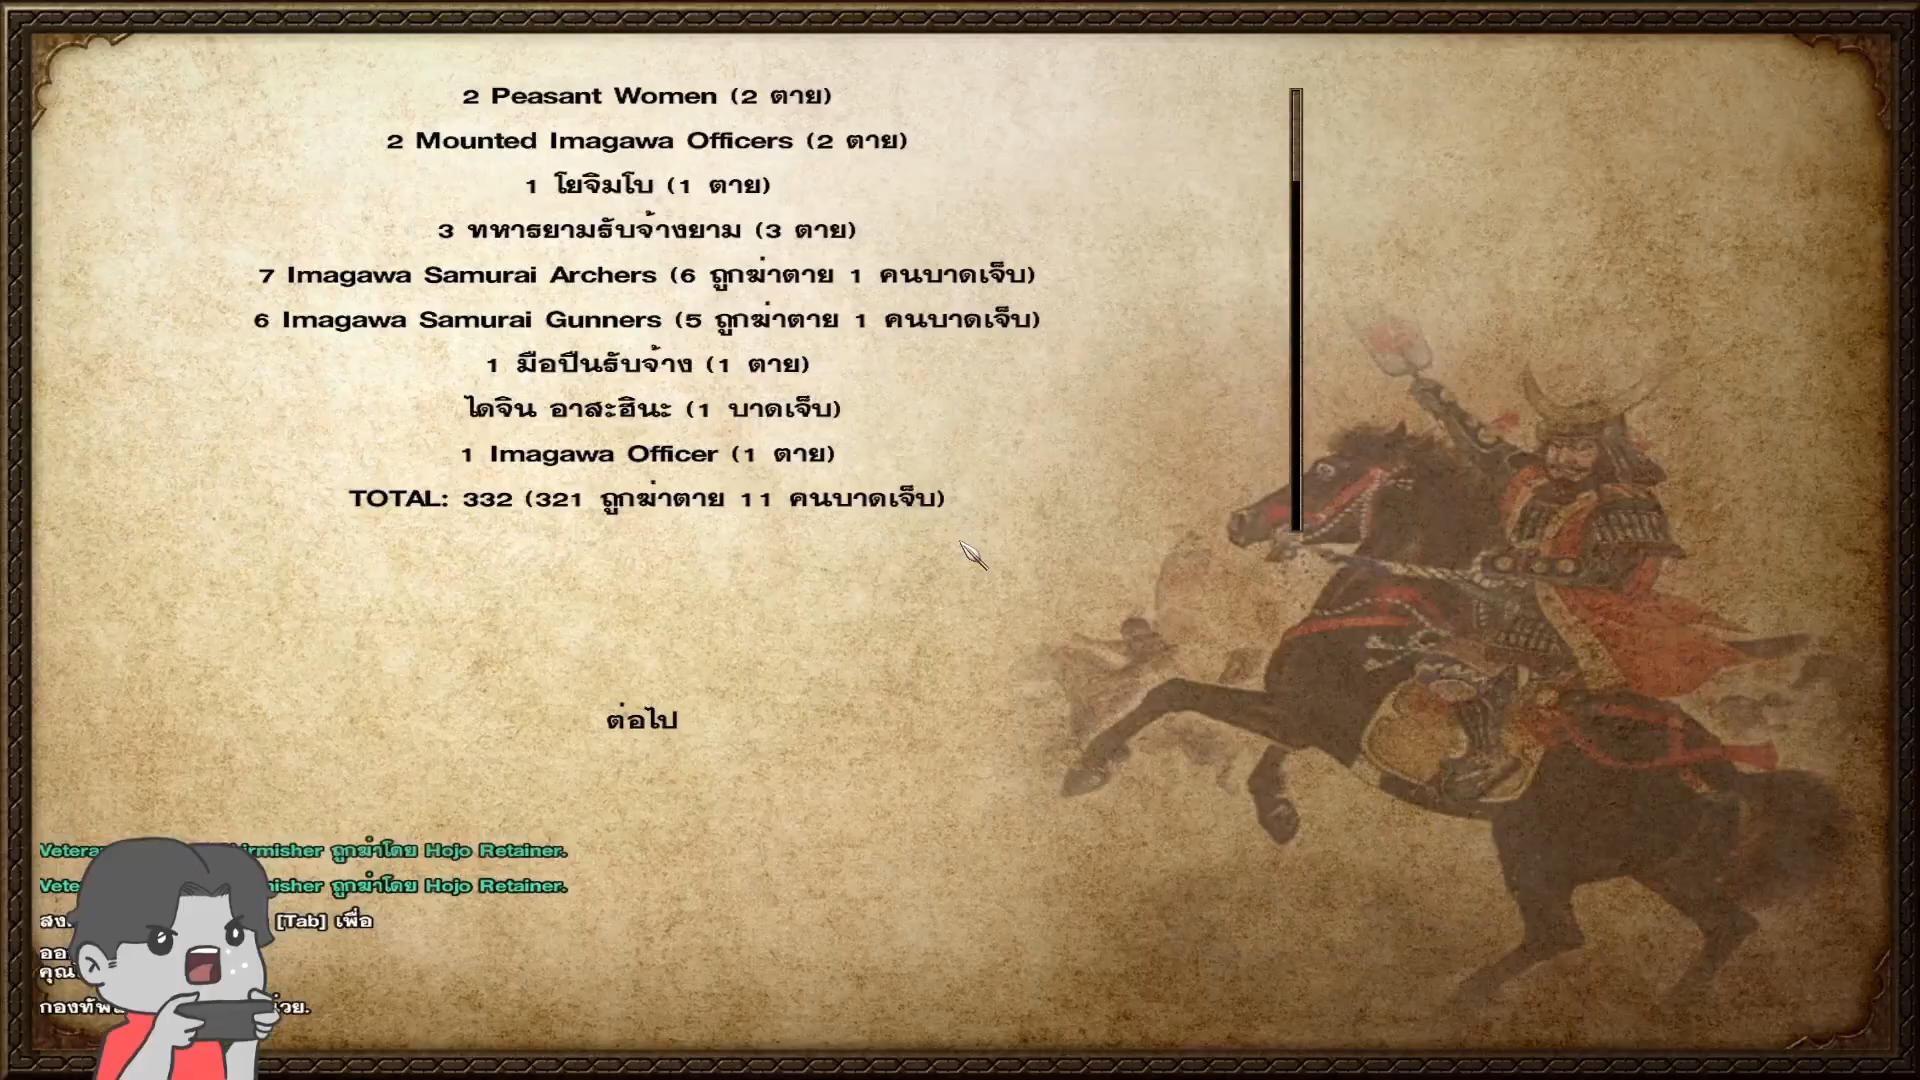 2 Peasant Women (2 ตาย)
2 Mounted Imagawa Officers (2 ตาย)
1 โยจิมโบ (1 ตาย)
3 ทหารยามรับจ้างยาม (3 ตาย)
7 Imagawa Samurai Archers (6 ถูกฆ่าตาย 1 คนบาดเจ็บ)
6 Imagawa Samurai Gunners (5 ถูกฆ่าตาย 1 คนบาดเจ็บ)
1 มือปืนรับจ้าง (1 ตาย)
ไดจิน อาสะฮินะ (1 บาดเจ็บ)
1 Imagawa Officer (1 ตาย)
TOTAL: 332 (321 ถูกฆ่าตาย 11 คนบาดเจ็บ)
ต่อไป
ถูกฆ่าโดย Hojo Retainer.
ถูกฆ่าโดย Hojo Retainer.
[Tab] เพื่อ